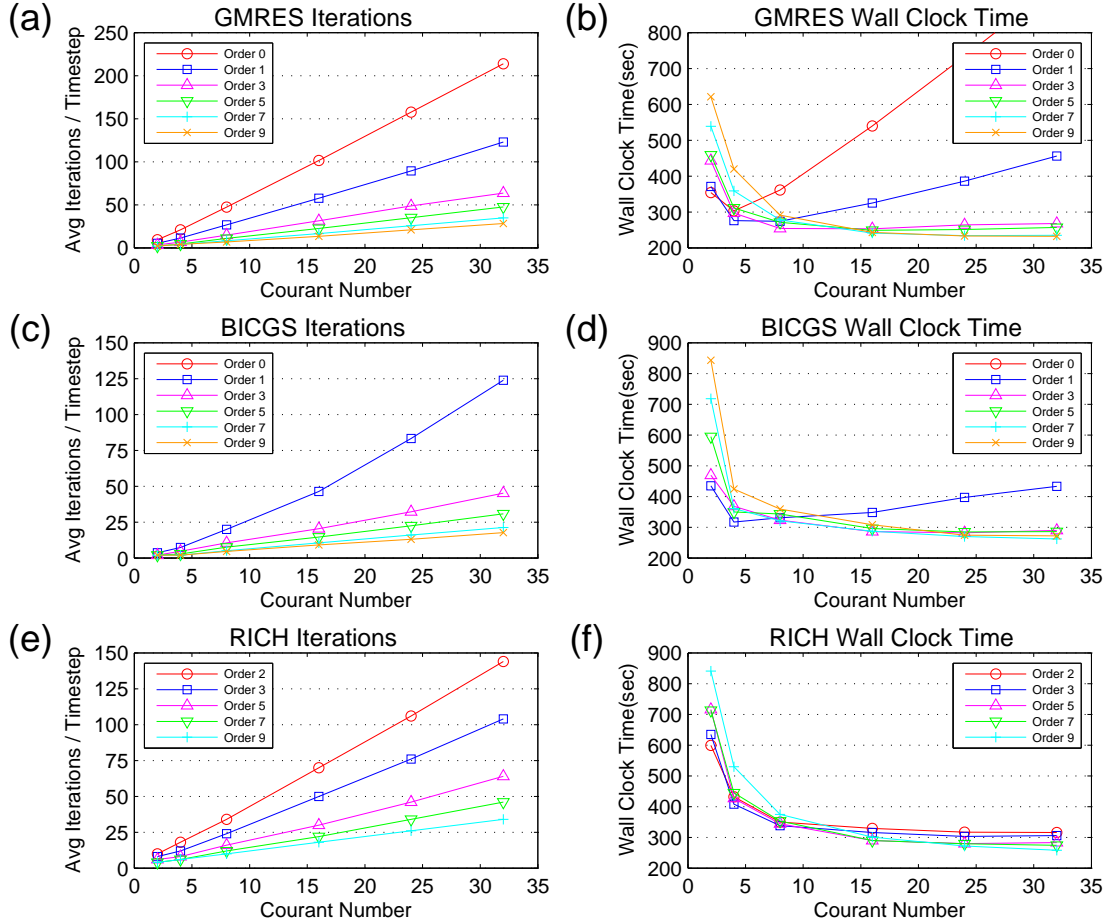 (a)
GMRES Iterations
Avg Iterations / Timestep
250
200
150
100
50
0
Order 0
Order 1
Order 3
Order 5
Order 7
Order 9
0 5 10 15 20 25 30 35
Courant Number
(b)
GMRES Wall Clock Time
Wall Clock Time(sec)
800
700
600
500
400
300
200
Order 0
Order 1
Order 3
Order 5
Order 7
Order 9
0 5 10 15 20 25 30 35
Courant Number
(c)
BICGS Iterations
Avg Iterations / Timestep
150
125
100
75
50
25
0
Order 0
Order 1
Order 3
Order 5
Order 7
Order 9
0 5 10 15 20 25 30 35
Courant Number
(d)
BICGS Wall Clock Time
Wall Clock Time(sec)
900
800
700
600
500
400
300
200
Order 0
Order 1
Order 3
Order 5
Order 7
Order 9
0 5 10 15 20 25 30 35
Courant Number
(e)
RICH Iterations
Avg Iterations / Timestep
150
125
100
75
50
25
0
Order 2
Order 3
Order 5
Order 7
Order 9
0 5 10 15 20 25 30 35
Courant Number
(f)
RICH Wall Clock Time
Wall Clock Time(sec)
900
800
700
600
500
400
300
200
Order 2
Order 3
Order 5
Order 7
Order 9
0 5 10 15 20 25 30 35
Courant Number